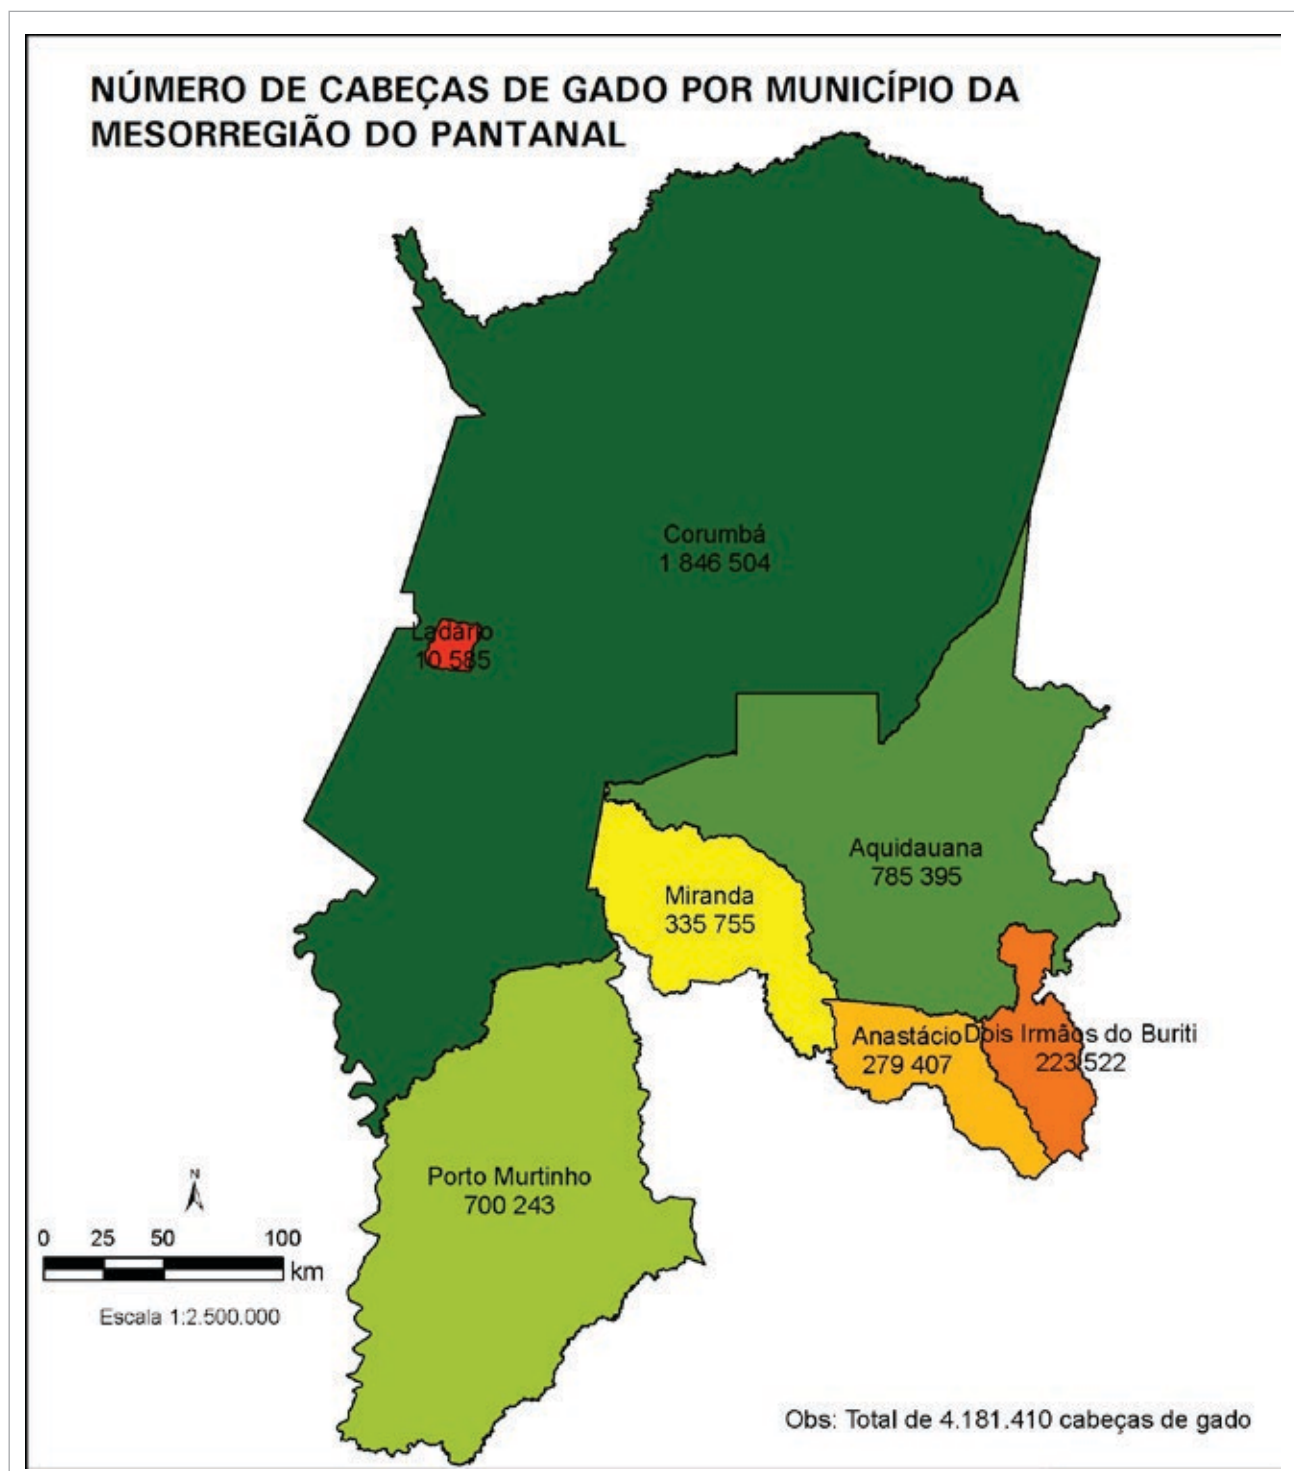 NÚMERO DE CABEÇAS DE GADO POR MUNICÍPIO DA
MESORREGIÃO DO PANTANAL
Corumbá
1 846 504
Ladário
10 585
Aquidauana
785 395
Miranda
335 755
Anastácio
279 407
Dois Irmãos do Buriti
223 522
Porto Murtinho
700 243
N
0 25 50 100
km
Escala 1:2.500.000
Obs: Total de 4.181.410 cabeças de gado